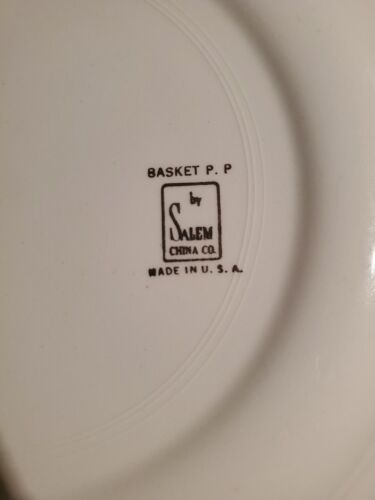 BASKET P. P
by
SALEM
CHINA CO.
MADE IN U. S. A.